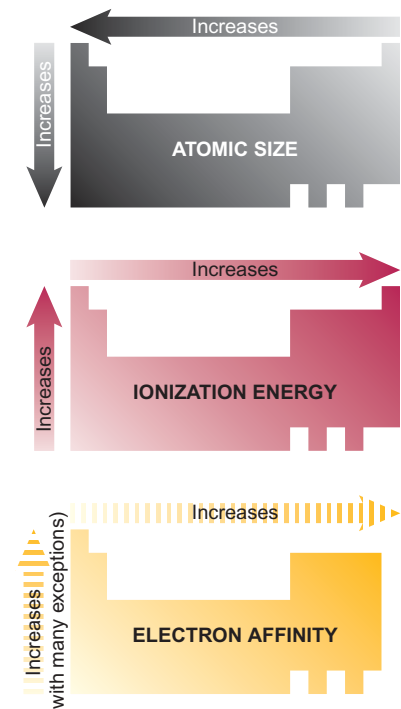 Increases
Increases
ATOMIC SIZE
Increases
Increases
IONIZATION ENERGY
Increases
Increases
with many exceptions)
ELECTRON AFFINITY